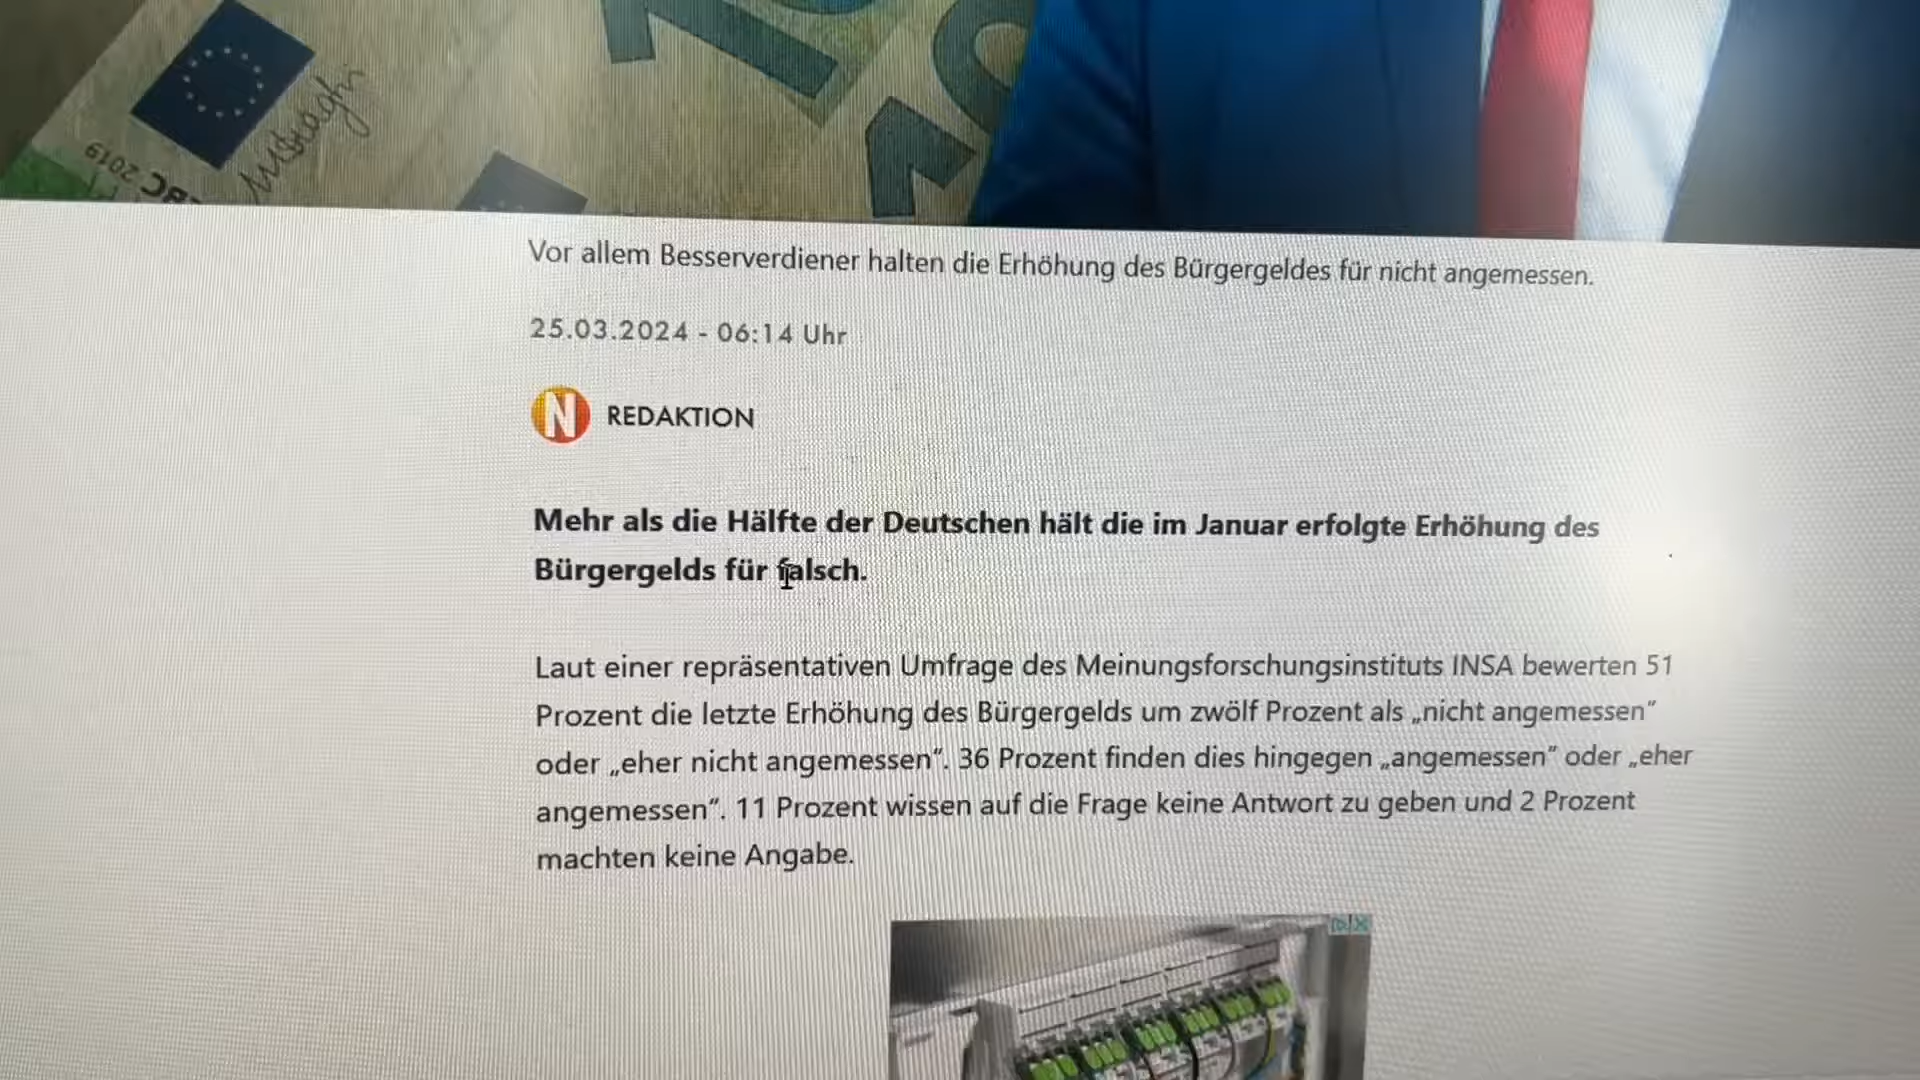 BC 2019
Vor allem Besserverdiener halten die Erhöhung des Bürgergeldes für nicht angemessen.
25.03.2024 - 06:14 Uhr
N REDAKTION
Mehr als die Hälfte der Deutschen hält die im Januar erfolgte Erhöhung des
Bürgergelds für falsch.
Laut einer repräsentativen Umfrage des Meinungsforschungsinstituts INSA bewerten 51
Prozent die letzte Erhöhung des Bürgergelds um zwölf Prozent als „nicht angemessen“
oder „eher nicht angemessen“. 36 Prozent finden dies hingegen „angemessen“ oder „eher
angemessen“. 11 Prozent wissen auf die Frage keine Antwort zu geben und 2 Prozent
machten keine Angabe.